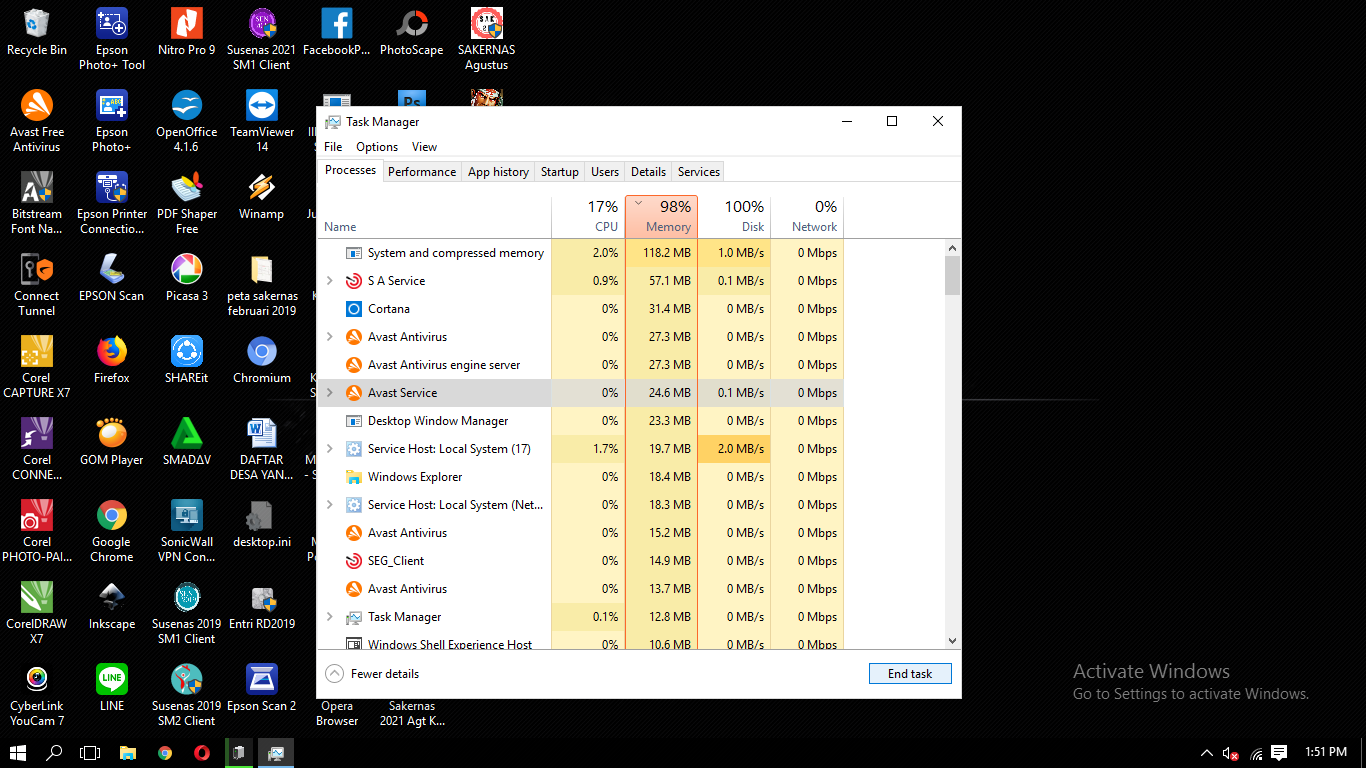 Recycle Bin
Epson
Photo+ Tool
Nitro Pro 9
Susenas 2021
SM1 Client
FacebookP...
PhotoScape
SAKERNAS
Agustus
Avast Free
Antivirus
Epson
Photo+
OpenOffice
4.1.6
TeamViewer
14
Bitstream
Font Na...
Epson Printer
Connectio...
PDF Shaper
Free
Winamp
Connect
Tunnel
EPSON Scan
Picasa 3
peta sakernas
februari 2019
Corel
CAPTURE X7
Firefox
SHAREit
Chromium
Corel
CONNE...
GOM Player
SMADΔV
DAFTAR
DESA YAN...
Corel
PHOTO-PAI...
Google
Chrome
SonicWall
VPN Con...
desktop.ini
CorelDRAW
X7
Inkscape
Susenas 2019
SM1 Client
Entri RD2019
CyberLink
YouCam 7
LINE
Susenas 2019
SM2 Client
Epson Scan 2
Opera
Browser
Sakernas
2021 Agt K...
Task Manager
File Options View
Processes Performance App history Startup Users Details Services
17% 98% 100% 0%
Name CPU Memory Disk Network
System and compressed memory 2.0% 118.2 MB 1.0 MB/s 0 Mbps
S A Service 0.9% 57.1 MB 0.1 MB/s 0 Mbps
Cortana 0% 31.4 MB 0 MB/s 0 Mbps
Avast Antivirus 0% 27.3 MB 0 MB/s 0 Mbps
Avast Antivirus engine server 0% 27.3 MB 0 MB/s 0 Mbps
Avast Service 0% 24.6 MB 0.1 MB/s 0 Mbps
Desktop Window Manager 0% 23.3 MB 0 MB/s 0 Mbps
Service Host: Local System (17) 1.7% 19.7 MB 2.0 MB/s 0 Mbps
Windows Explorer 0% 18.4 MB 0 MB/s 0 Mbps
Service Host: Local System (Net... 0% 18.3 MB 0 MB/s 0 Mbps
Avast Antivirus 0% 15.2 MB 0 MB/s 0 Mbps
SEG_Client 0% 14.9 MB 0 MB/s 0 Mbps
Avast Antivirus 0% 13.7 MB 0 MB/s 0 Mbps
Task Manager 0.1% 12.8 MB 0 MB/s 0 Mbps
Windows Shell Experience Host 0% 10.6 MB 0 MB/s 0 Mbps
Fewer details
End task
Activate Windows
Go to Settings to activate Windows.
1:51 PM